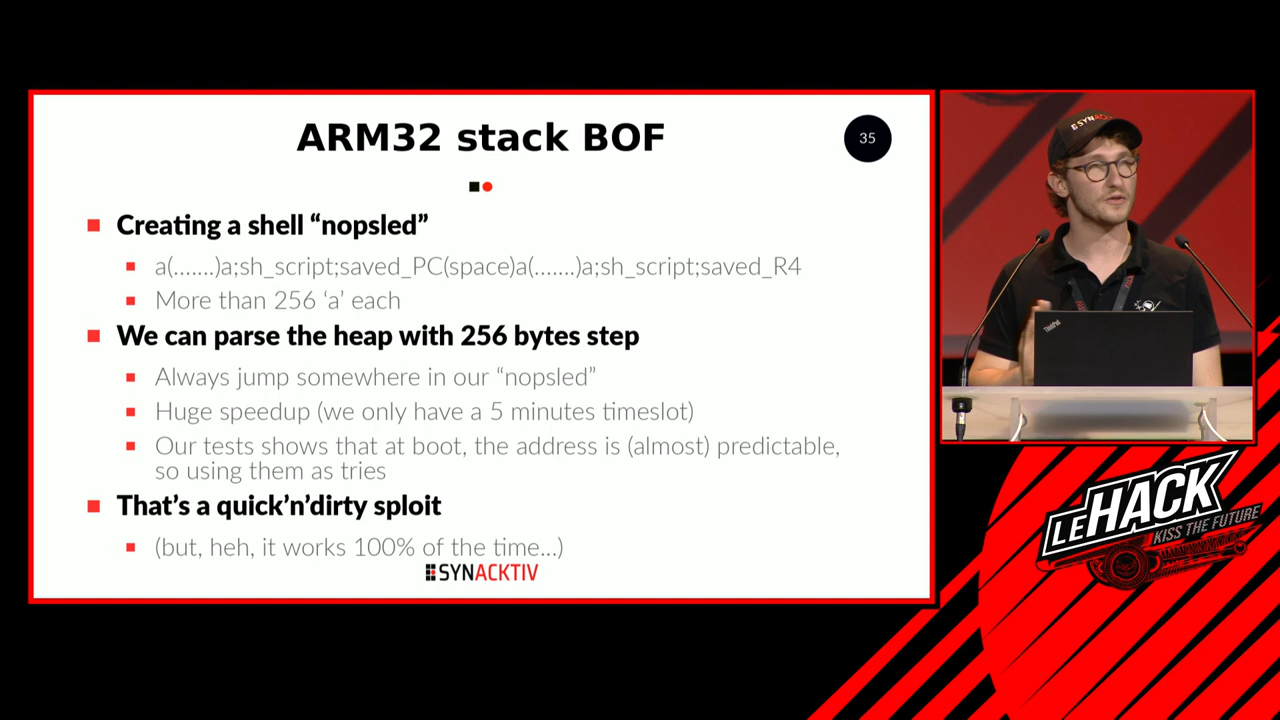 ARM32 stack BOF
35
Creating a shell “nopsled”
a(.......)a;sh_script;saved_PC(space)a(.......)a;sh_script;saved_R4
More than 256 ‘a’ each
We can parse the heap with 256 bytes step
Always jump somewhere in our “nopsled”
Huge speedup (we only have a 5 minutes timeslot)
Our tests shows that at boot, the address is (almost) predictable,
so using them as tries
That’s a quick’n’dirty sploit
(but, heh, it works 100% of the time...)
SYNACKTIV
SYNACKTIV
ThinkPad
LEHACK
KISS THE FUTURE